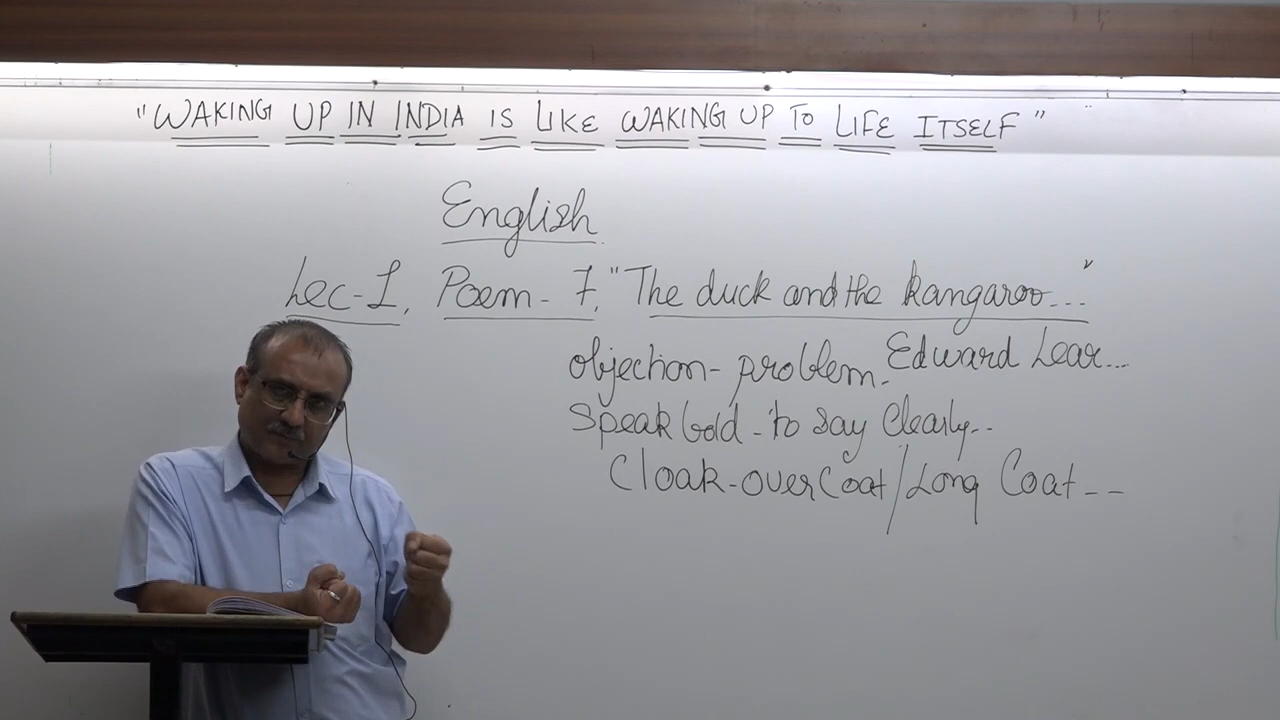 "WAKING UP IN INDIA IS LIKE WAKING UP TO LIFE ITSELF"
English
Lec-1, Poem-7, "The duck and the kangaroo..."
Edward Lear...
objection - problem.
Speak bold - to say Clearly..
Cloak - over Coat / Long Coat --